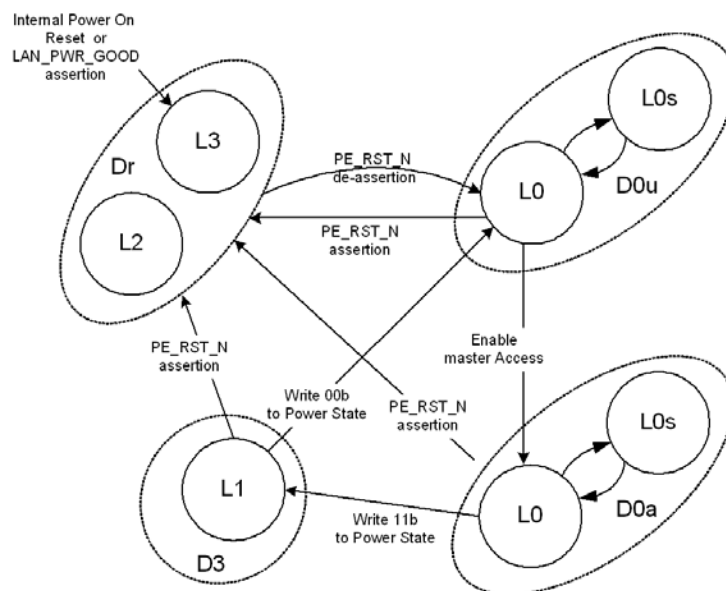 Internal Power On
Reset or
LAN_PWR_GOOD
assertion
L3
Dr
L2
PE_RST_N
de-assertion
PE_RST_N
assertion
L0s
L0
D0u
PE_RST_N
assertion
Write 00b
to Power State
PE_RST_N
assertion
Enable
master Access
L1
D3
Write 11b
to Power State
L0s
L0
D0a